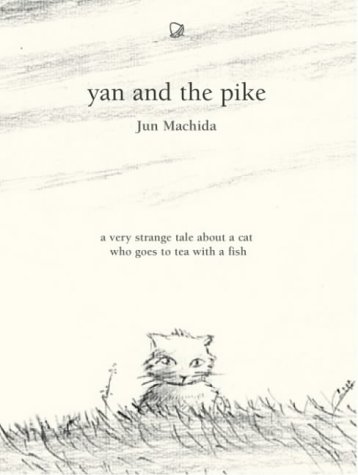 yan and the pike
Jun Machida
a very strange tale about a cat
who goes to tea with a fish